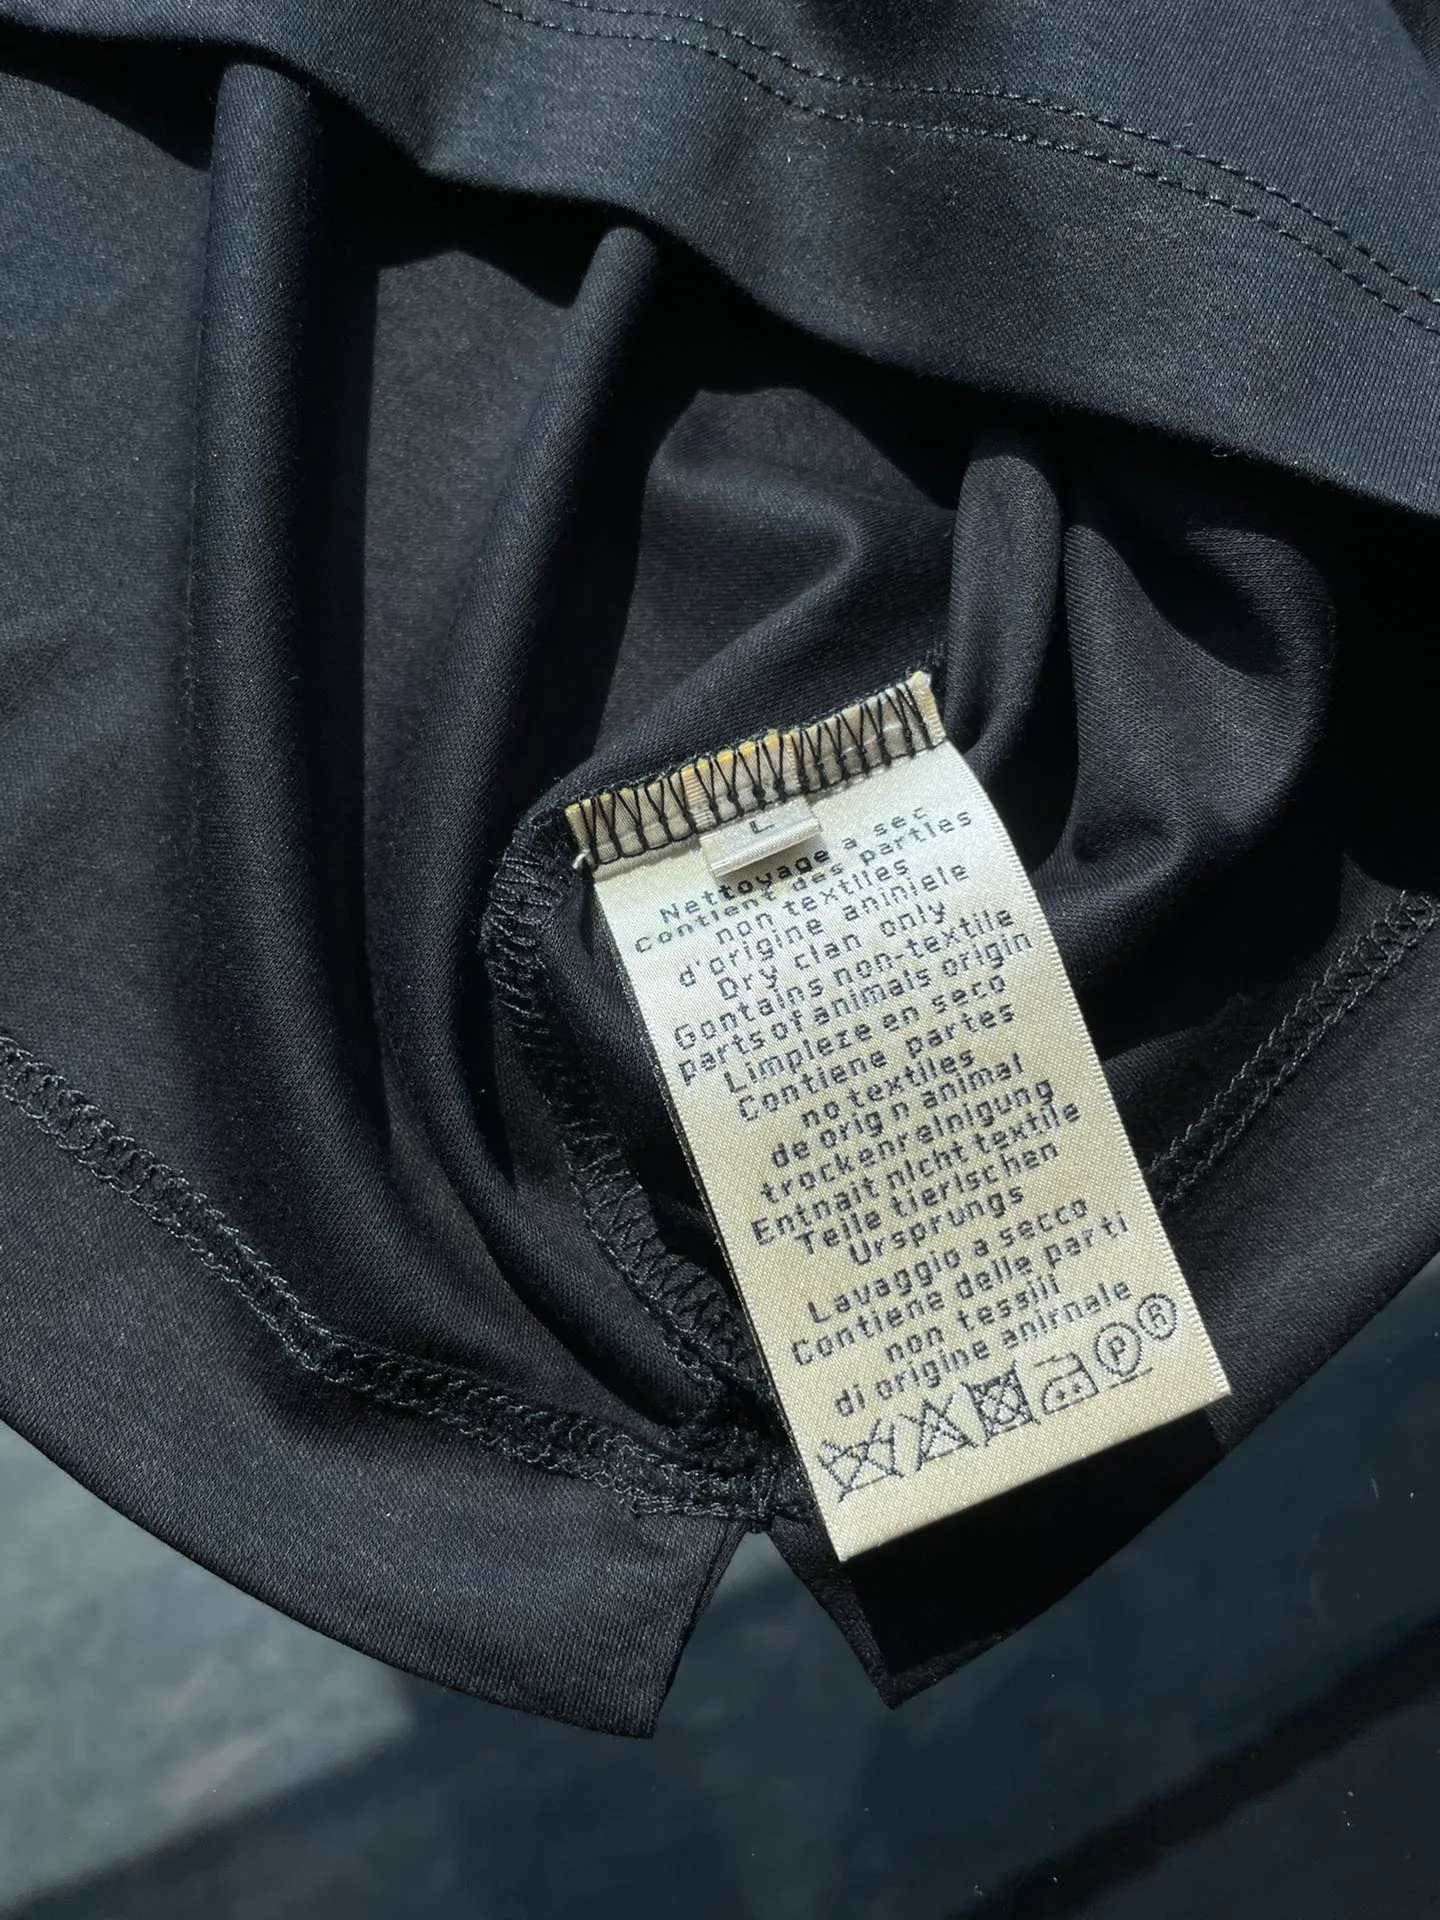 L
Nettoyage a sec
Contient des parties
non textiles
d'origine aniniele
Dry clan only
Gontains non-textile
parts of animals origin
Limpleze en seco
Contiene partes
no textiles
de orig n animal
trockenreinigung
Entnait nicht textile
Teile tierischen
Ursprungs
Lavaggio a secco
Contiene delle parti
non tessili
di origine anirnale
P